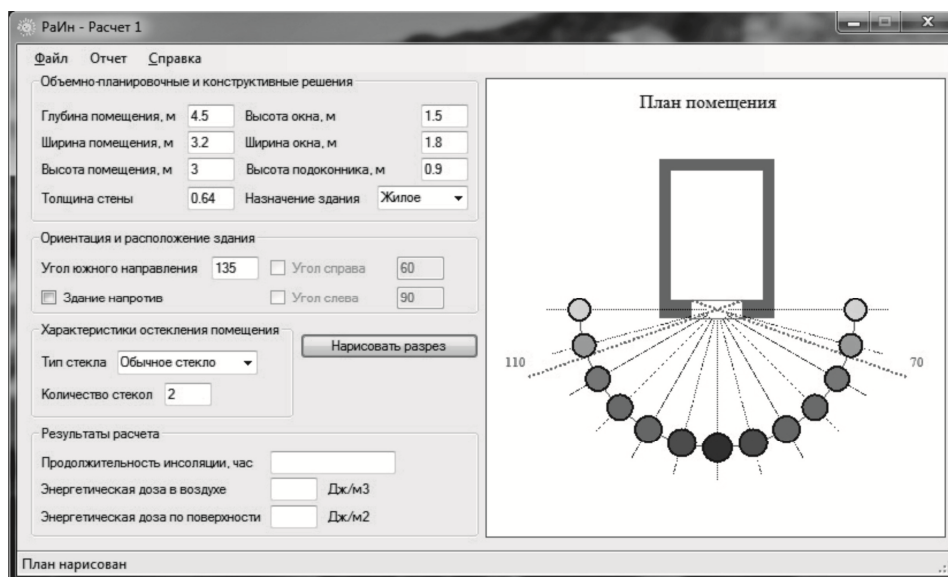 РаИн - Расчет 1
Файл Отчет Справка
Объемно-планировочные и конструктивные решения
Глубина помещения, м 4.5 Высота окна, м 1.5
Ширина помещения, м 3.2 Ширина окна, м 1.8
Высота помещения, м 3 Высота подоконника, м 0.9
Толщина стены 0.64 Назначение здания Жилое
Ориентация и расположение здания
Угол южного направления 135 Угол справа 60
Здание напротив Угол слева 90
Характеристики остекления помещения
Тип стекла Обычное стекло
Количество стекол 2
Нарисовать разрез
Результаты расчета
Продолжительность инсоляции, час
Энергетическая доза в воздухе Дж/м3
Энергетическая доза по поверхности Дж/м2
План помещения
110 70
План нарисован